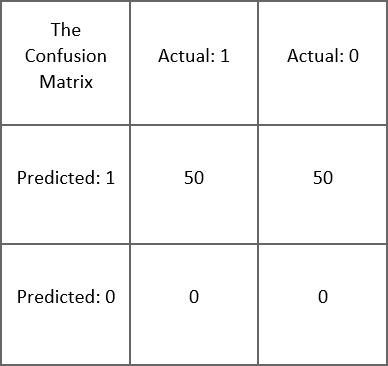 The
Confusion
Matrix
Actual: 1
Actual: 0
Predicted: 1
50
50
Predicted: 0
0
0